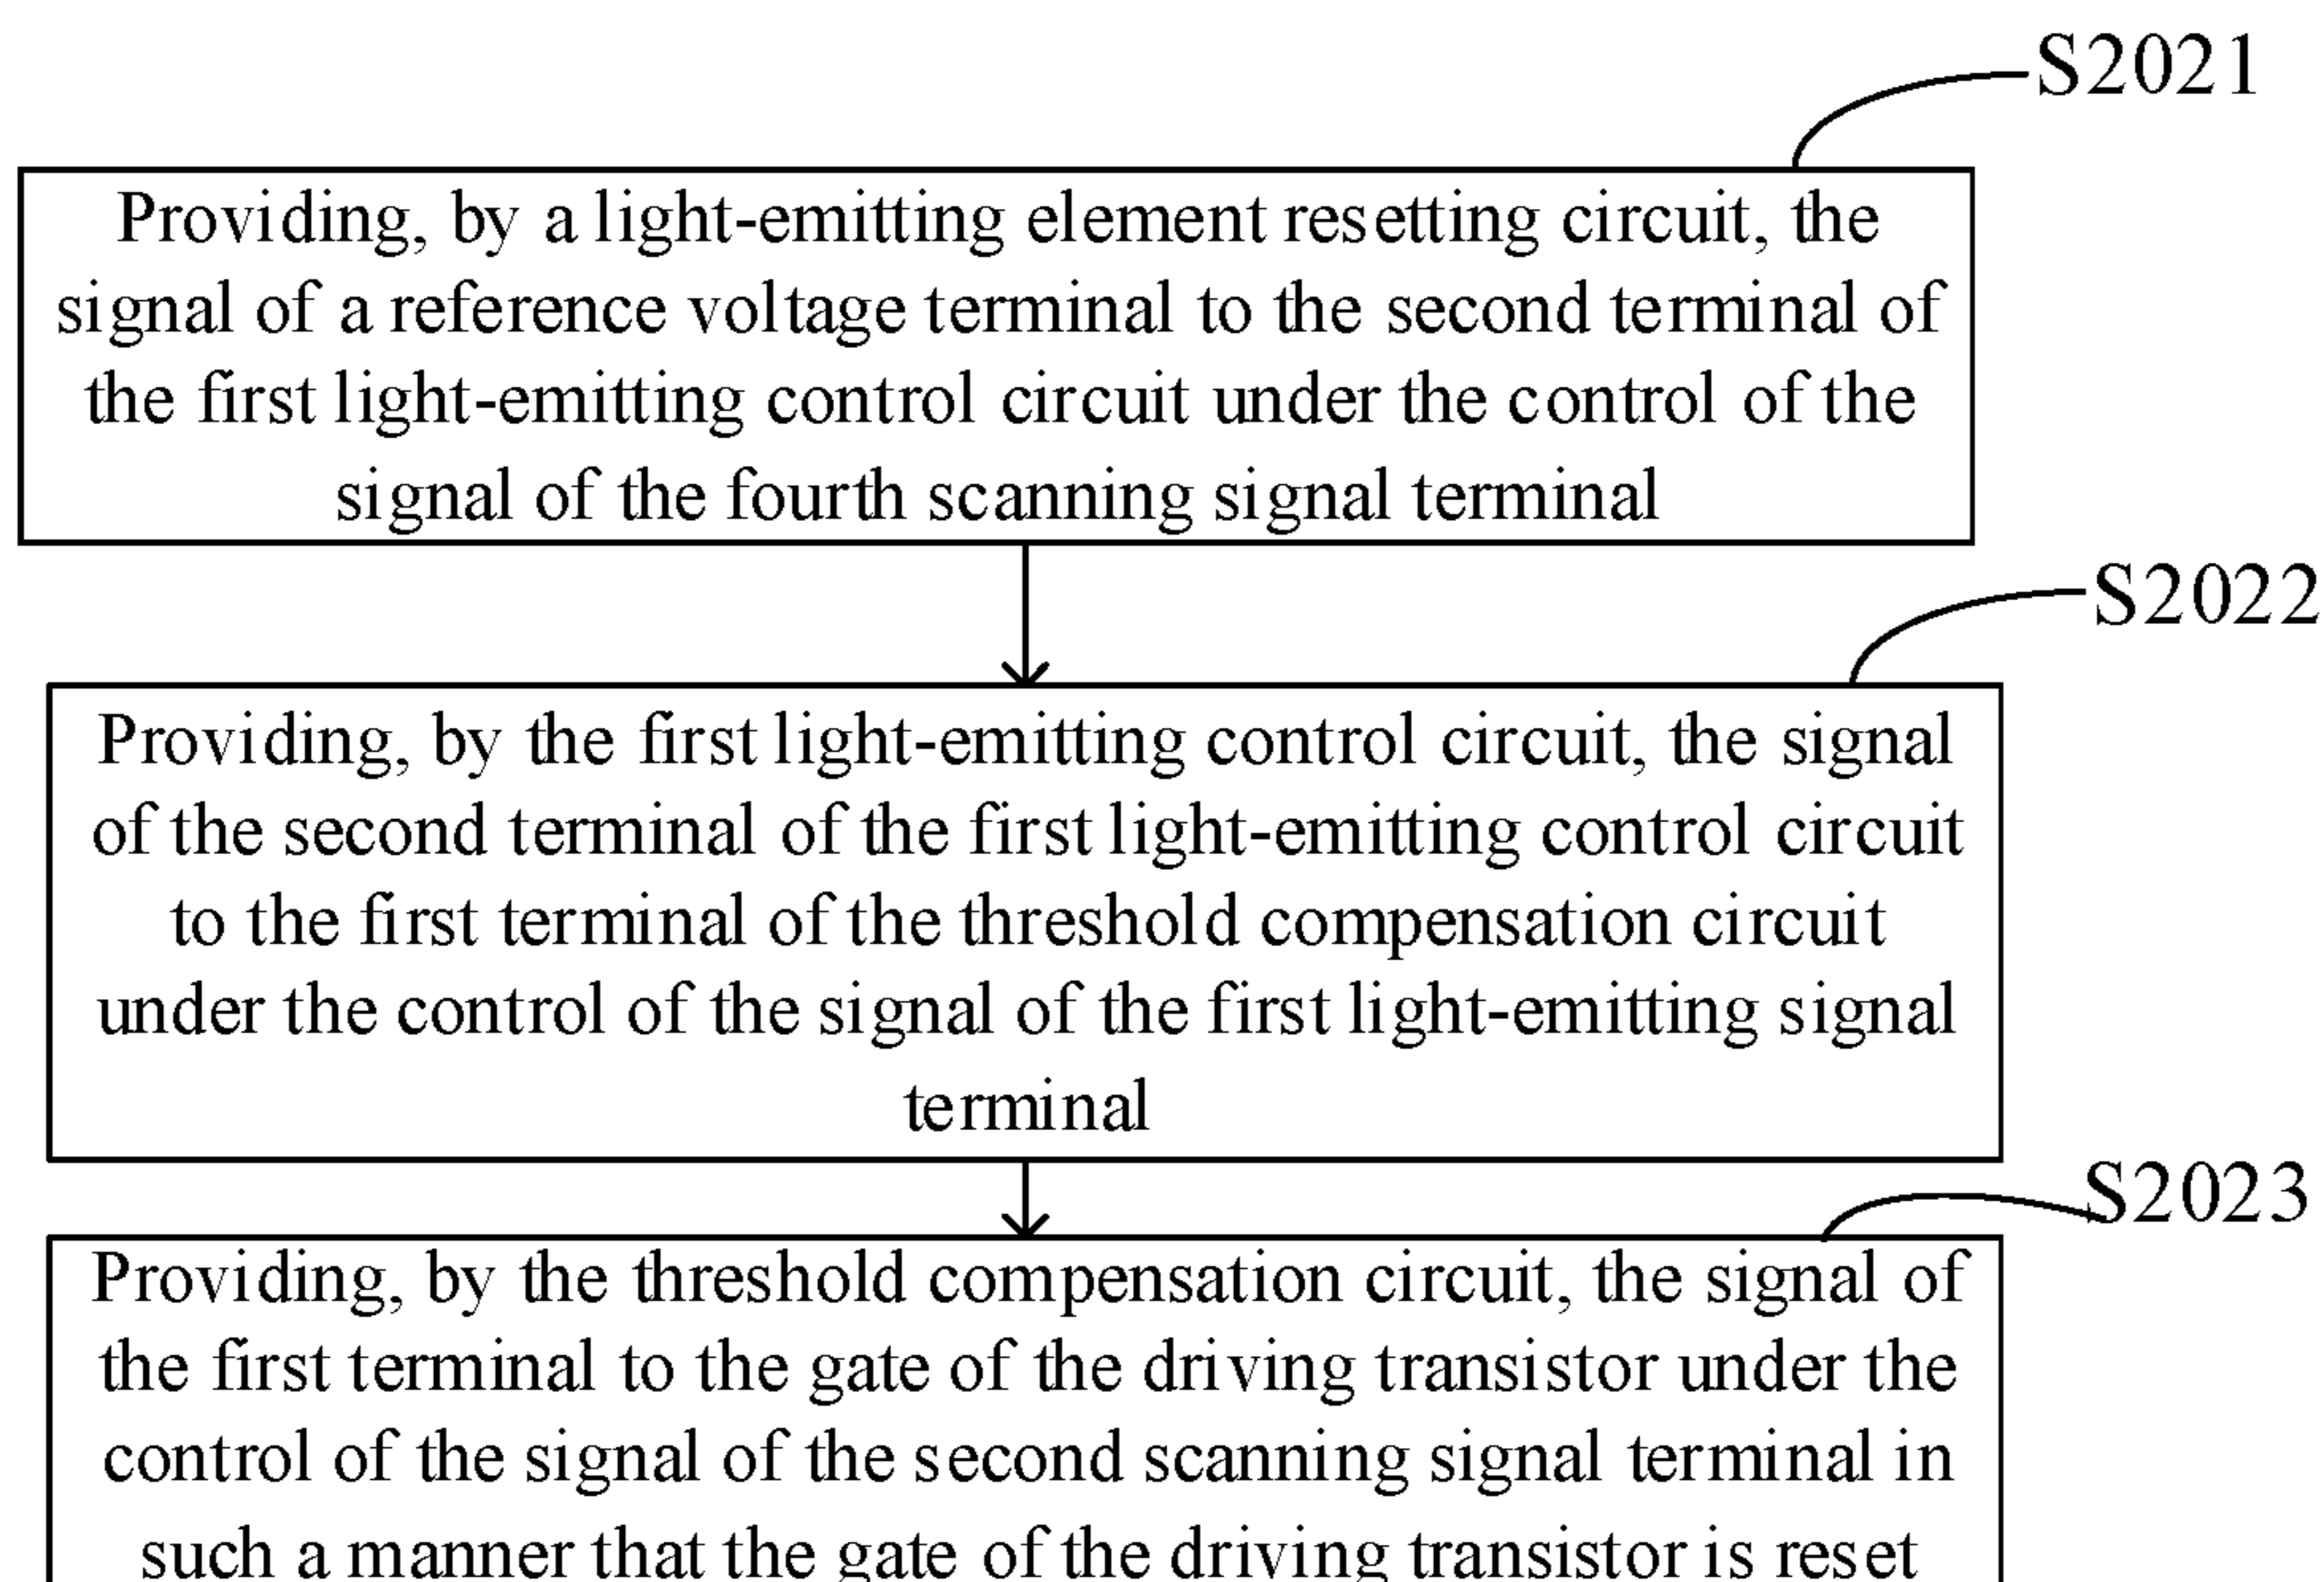 S2021
Providing, by a light-emitting element resetting circuit, the
signal of a reference voltage terminal to the second terminal of
the first light-emitting control circuit under the control of the
signal of the fourth scanning signal terminal
S2022
Providing, by the first light-emitting control circuit, the signal
of the second terminal of the first light-emitting control circuit
to the first terminal of the threshold compensation circuit
under the control of the signal of the first light-emitting signal
terminal
S2023
Providing, by the threshold compensation circuit, the signal of
the first terminal to the gate of the driving transistor under the
control of the signal of the second scanning signal terminal in
such a manner that the gate of the driving transistor is reset